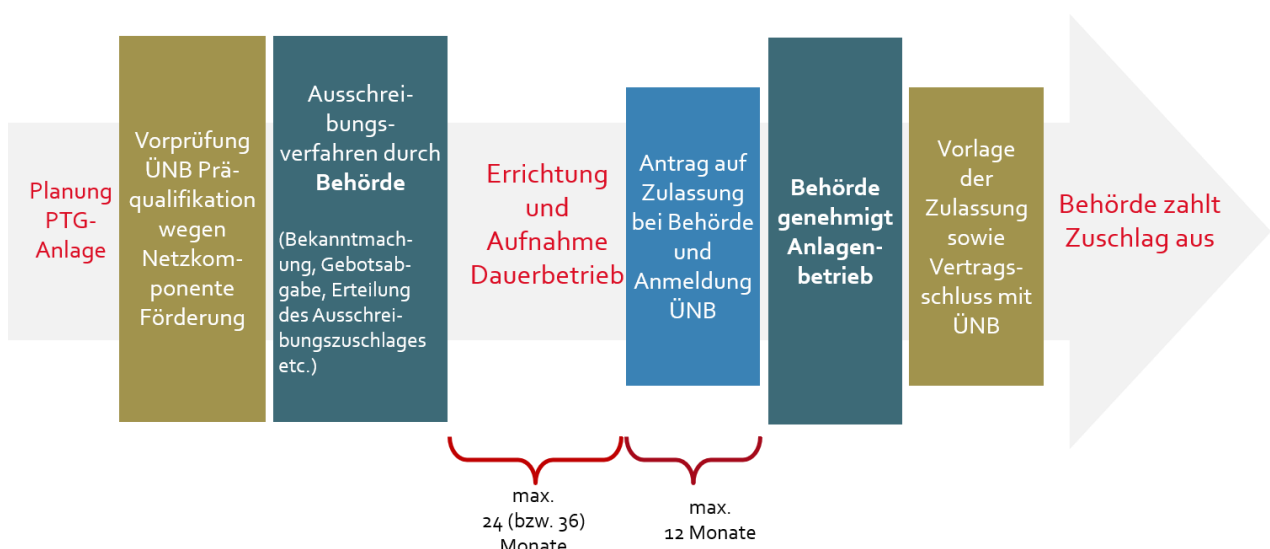 Planung
PTG-
Anlage
Vorprüfung
ÜNB Prä-
qualifikation
wegen
Netzkom-
ponente
Förderung
Ausschrei-
bungs-
verfahren durch
Behörde
(Bekanntmach-
ung, Gebotsab-
gabe, Erteilung
des Ausschrei-
bungszuschlages
etc.)
Errichtung
und
Aufnahme
Dauerbetrieb
Antrag auf
Zulassung
bei Behörde
und
Anmeldung
ÜNB
Behörde
genehmigt
Anlagen-
betrieb
Vorlage
der
Zulassung
sowie
Vertrags-
schluss mit
ÜNB
Behörde zahlt
Zuschlag aus
max.
24 (bzw. 36)
Monate
max.
12 Monate